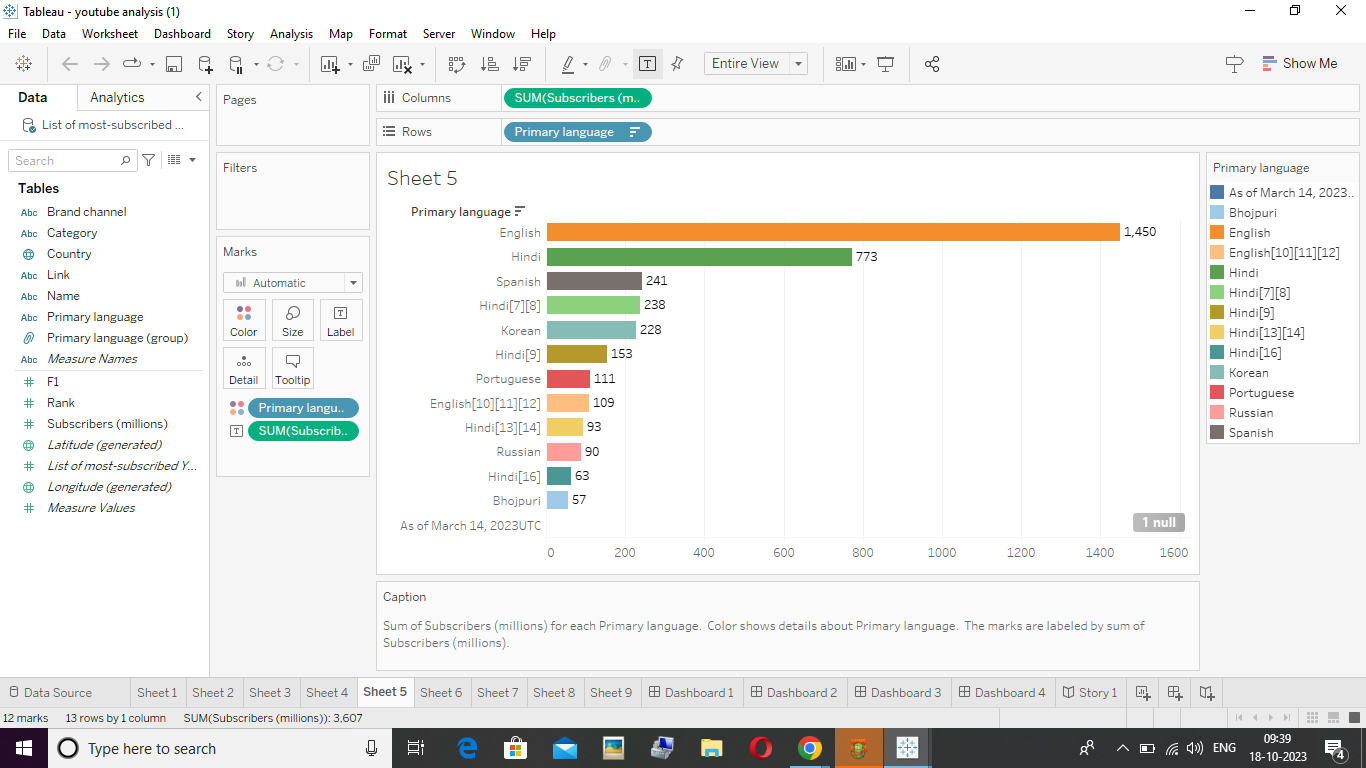 Tableau - youtube analysis (1)
File Data Worksheet Dashboard Story Analysis Map Format Server Window Help
Entire View
Show Me
Data Analytics
List of most-subscribed ...
Search
Tables
Abc Brand channel
Abc Category
Country
Abc Link
Abc Name
Abc Primary language
Primary language (group)
Abc Measure Names
F1
Rank
Subscribers (millions)
Latitude (generated)
List of most-subscribed Y...
Longitude (generated)
Measure Values
Pages
Filters
Marks
Automatic
Color Size Label
Detail Tooltip
Primary langu..
SUM(Subscrib..
Columns SUM(Subscribers (m..
Rows Primary language
Sheet 5
Primary language
English 1,450
Hindi 773
Spanish 241
Hindi[7][8] 238
Korean 228
Hindi[9] 153
Portuguese 111
English[10][11][12] 109
Hindi[13][14] 93
Russian 90
Hindi[16] 63
Bhojpuri 57
As of March 14, 2023UTC
1 null
0 200 400 600 800 1000 1200 1400 1600
Caption
Sum of Subscribers (millions) for each Primary language. Color shows details about Primary language. The marks are labeled by sum of
Subscribers (millions).
Primary language
As of March 14, 2023..
Bhojpuri
English
English[10][11][12]
Hindi
Hindi[7][8]
Hindi[9]
Hindi[13][14]
Hindi[16]
Korean
Portuguese
Russian
Spanish
Data Source Sheet 1 Sheet 2 Sheet 3 Sheet 4 Sheet 5 Sheet 6 Sheet 7 Sheet 8 Sheet 9 Dashboard 1 Dashboard 2 Dashboard 3 Dashboard 4 Story 1
12 marks 13 rows by 1 column SUM(Subscribers (millions)): 3,607
Type here to search
ENG
09:39
18-10-2023
4